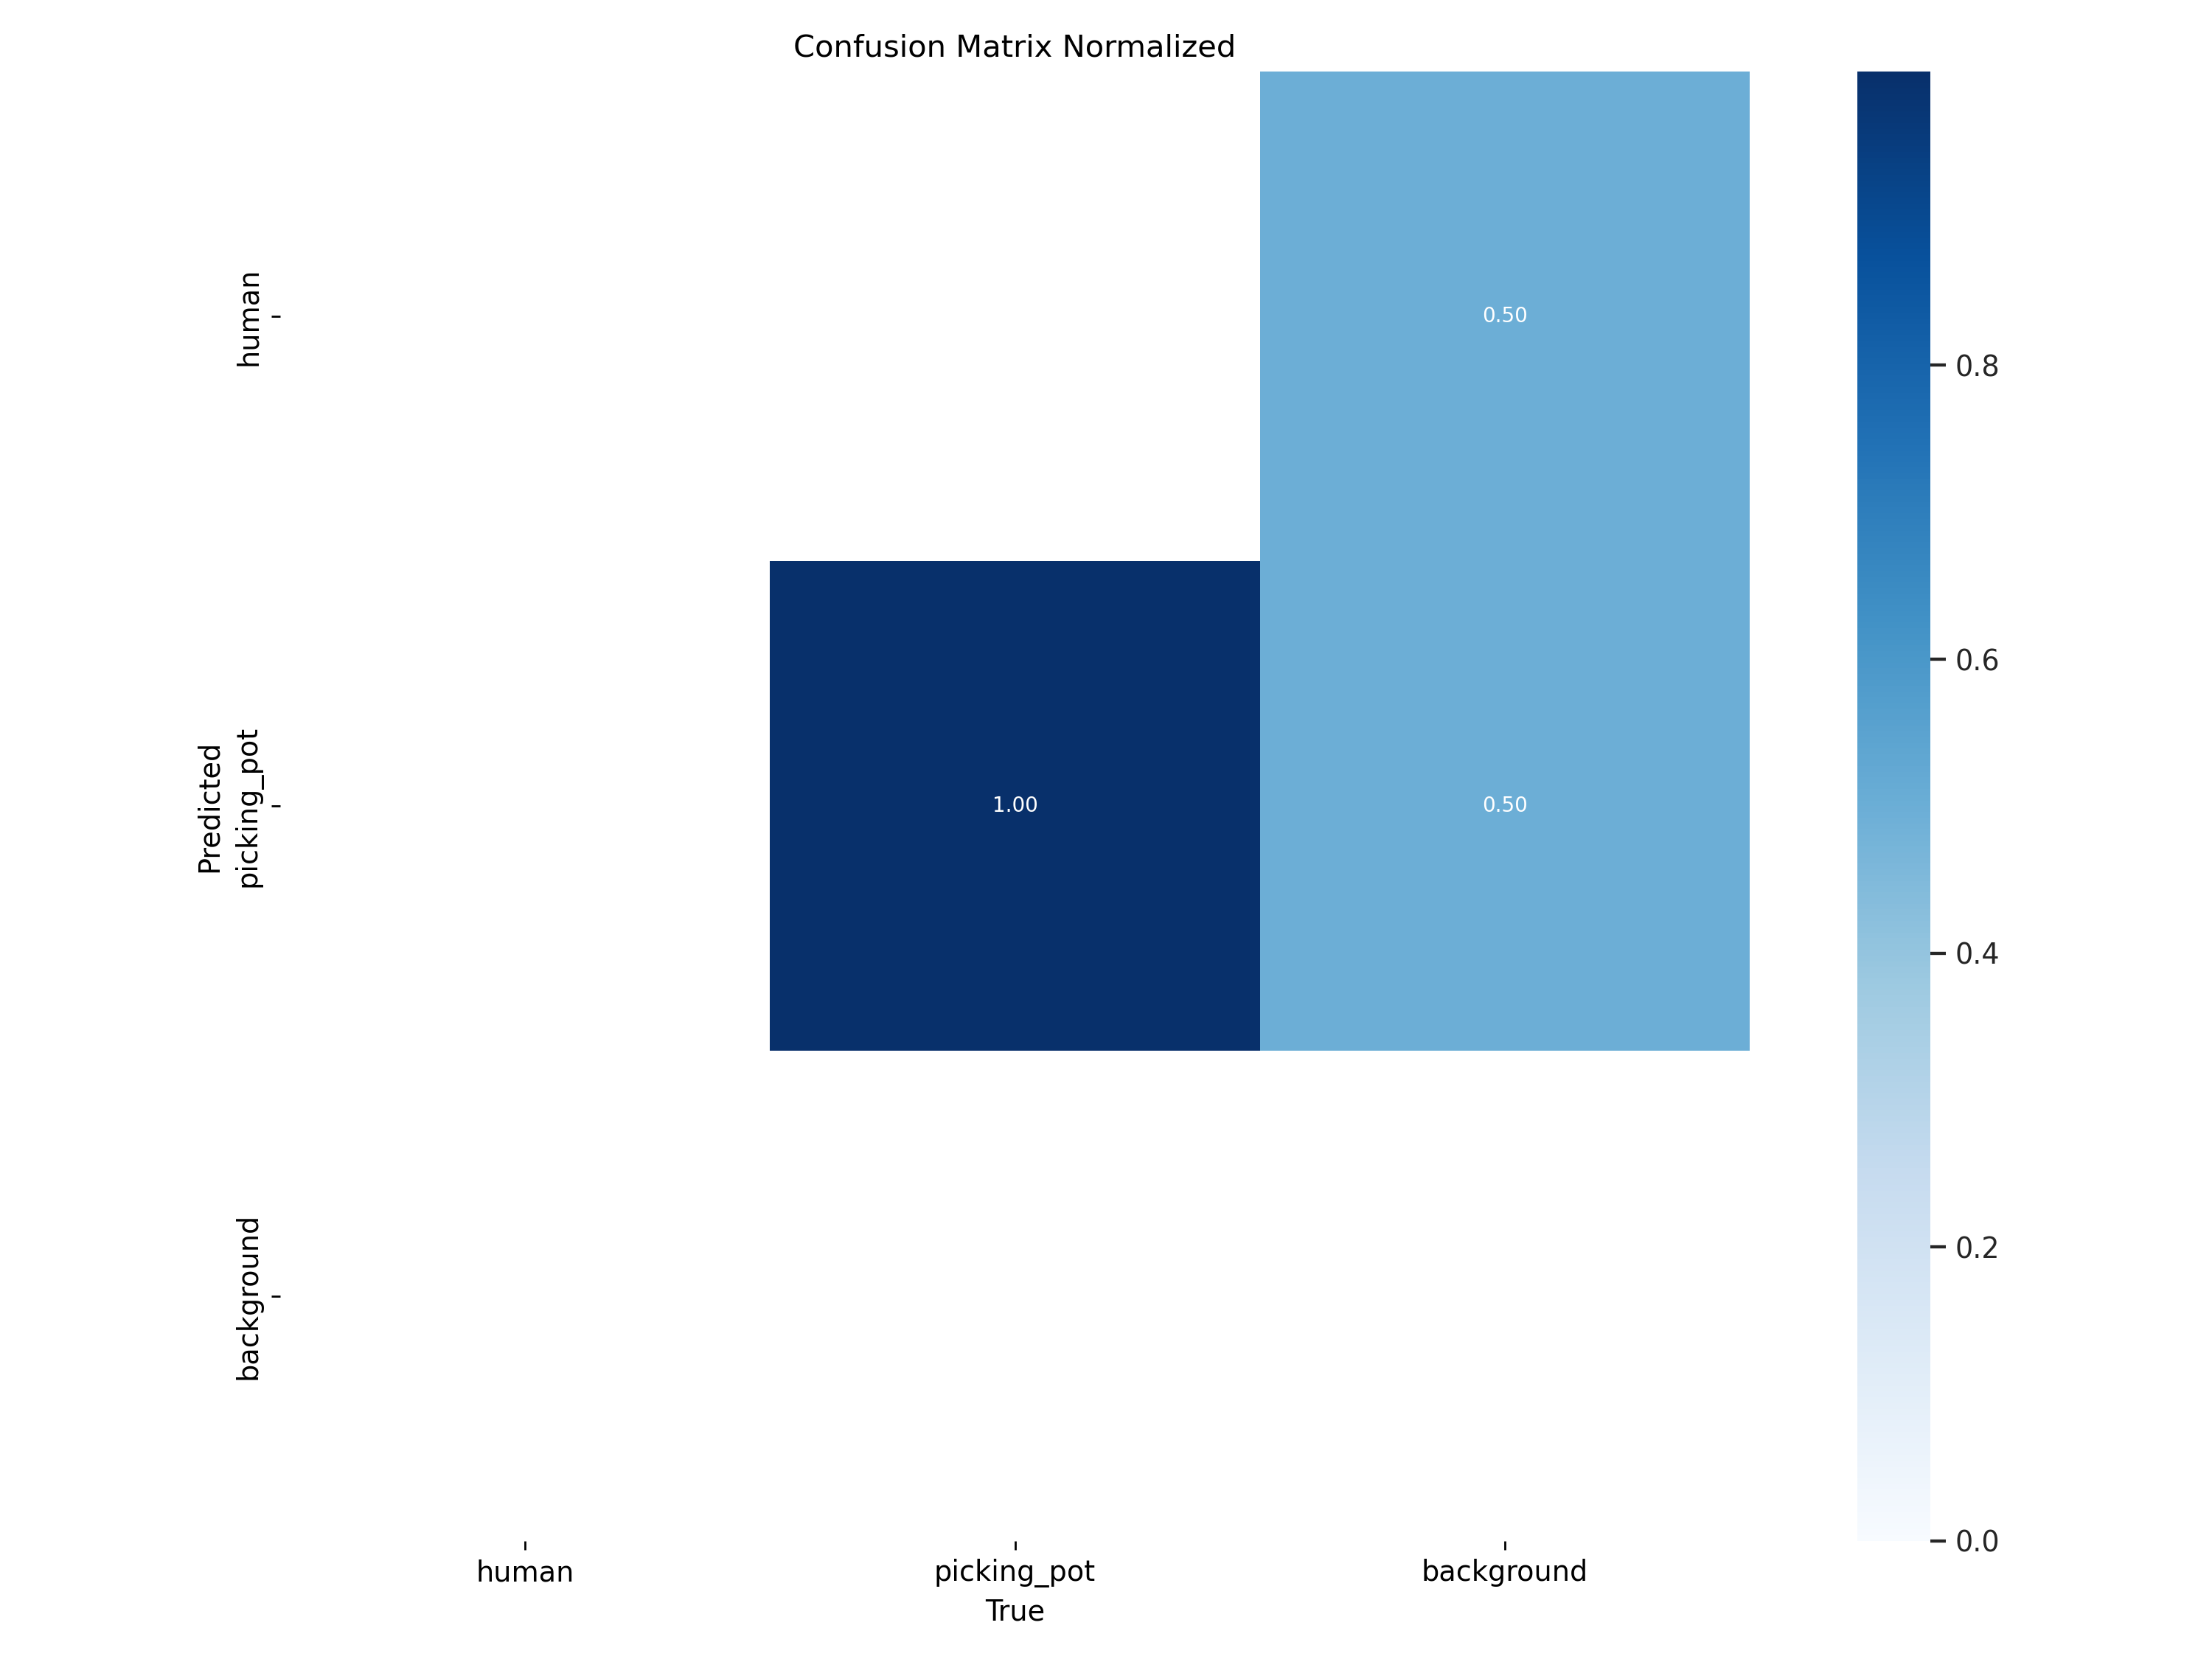 Confusion Matrix Normalized
human
0.50
0.8
0.6
Predicted
picking_pot
1.00
0.50
0.4
background
0.2
0.0
human
picking_pot
background
True